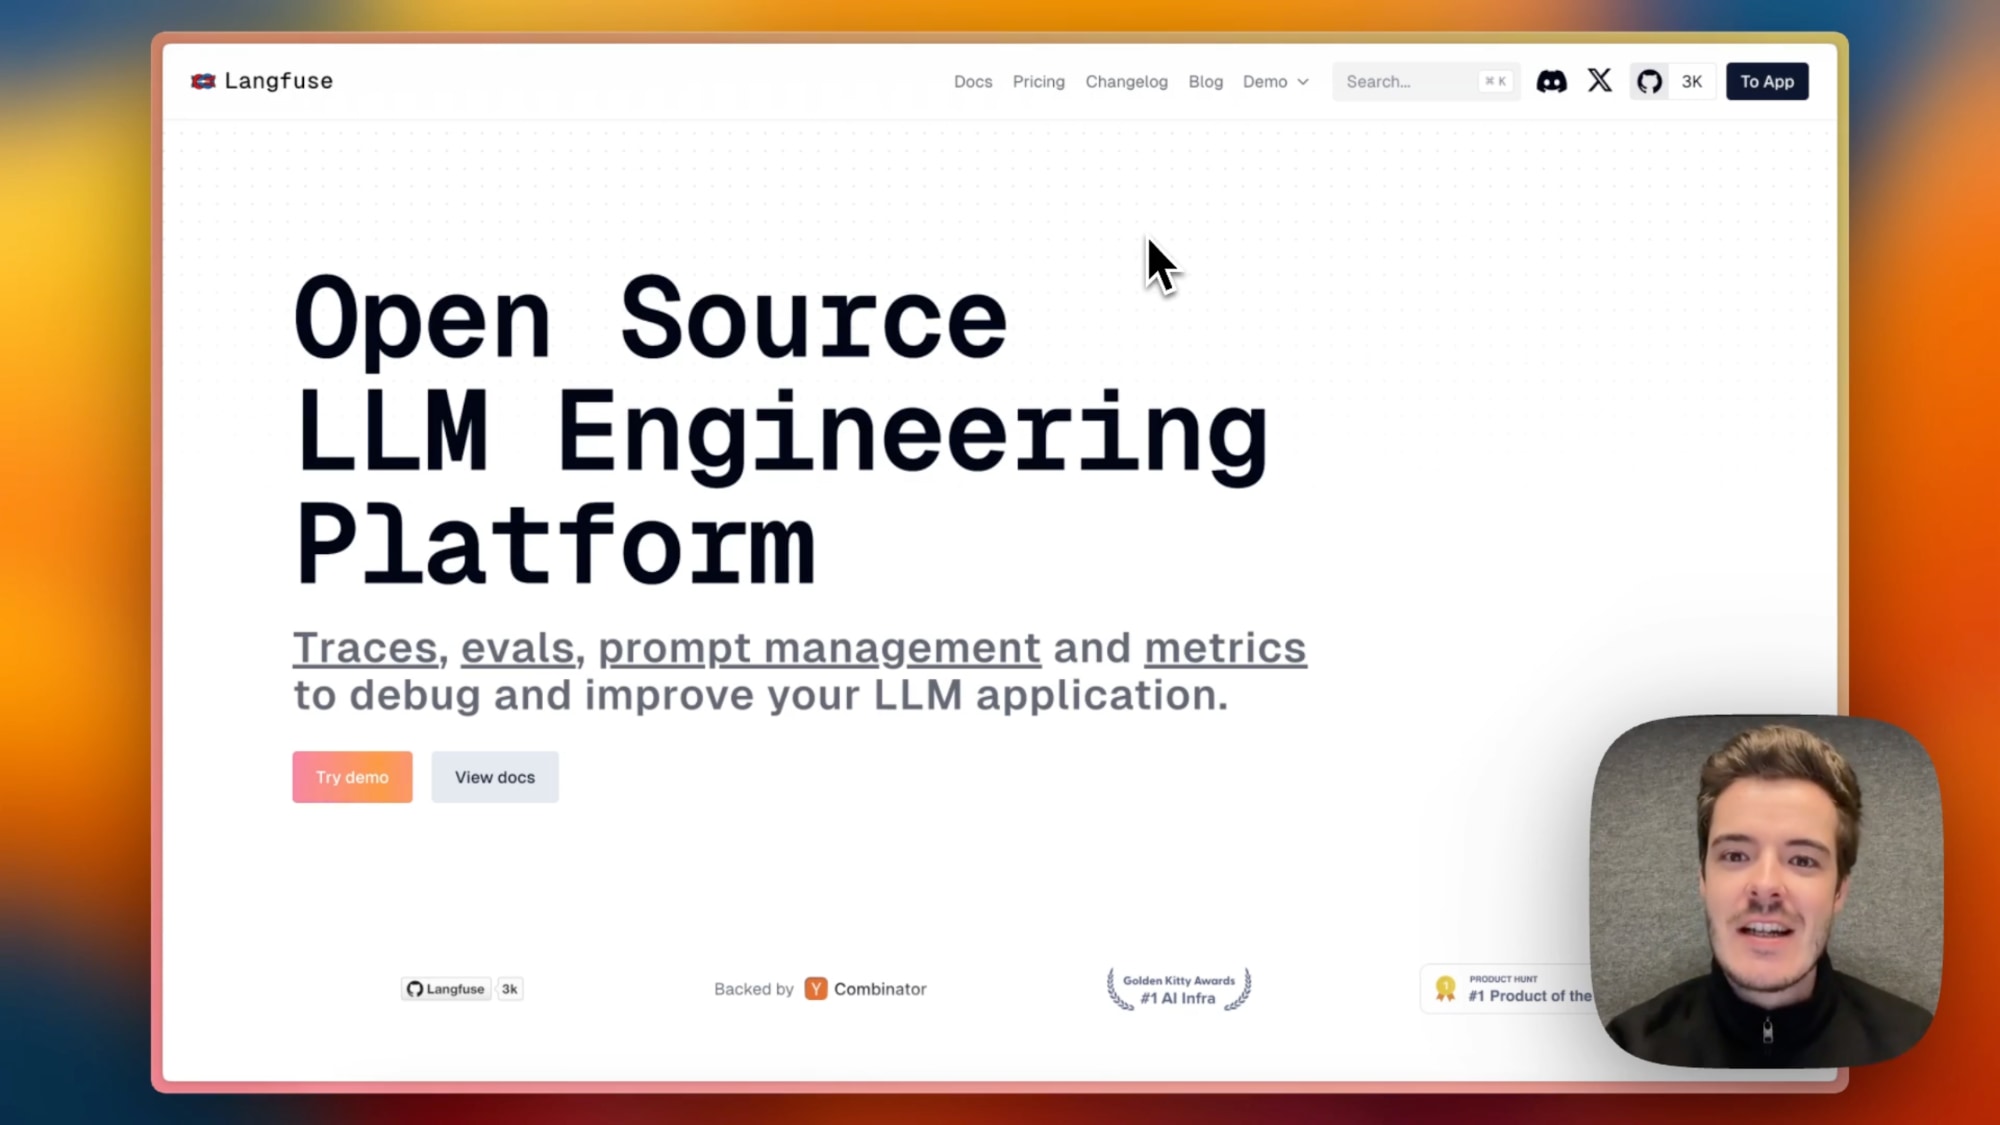 Langfuse
Docs Pricing Changelog Blog Demo Search... ⌘ K 3K To App
Open Source
LLM Engineering
Platform
Traces, evals, prompt management and metrics
to debug and improve your LLM application.
Try demo View docs
Langfuse 3k
Backed by Y Combinator
Golden Kitty Awards
#1 AI Infra
PRODUCT HUNT
#1 Product of the